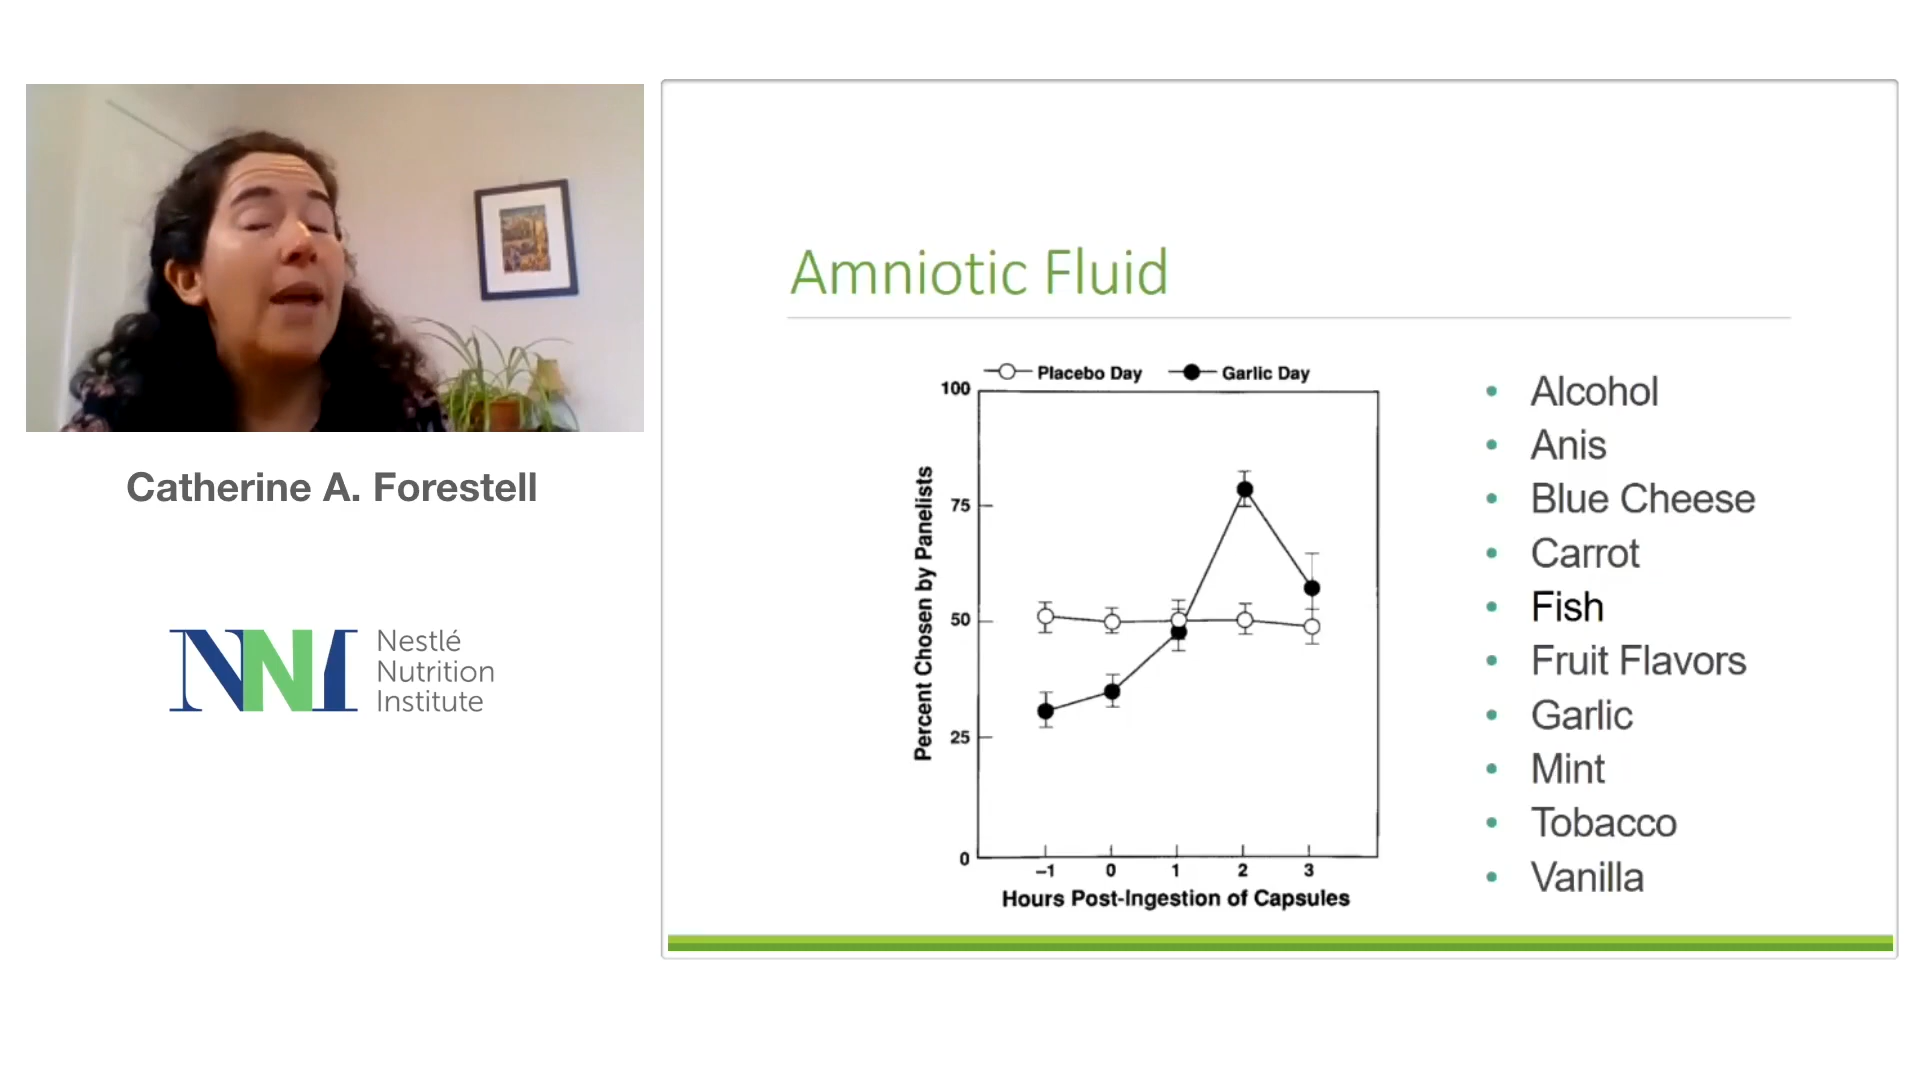 Catherine A. Forestell
NNI
Nestlé
Nutrition
Institute
Amniotic Fluid
Placebo Day
Garlic Day
100
75
50
25
0
Percent Chosen by Panelists
–1 0 1 2 3
Hours Post-Ingestion of Capsules
• Alcohol
• Anis
• Blue Cheese
• Carrot
• Fish
• Fruit Flavors
• Garlic
• Mint
• Tobacco
• Vanilla